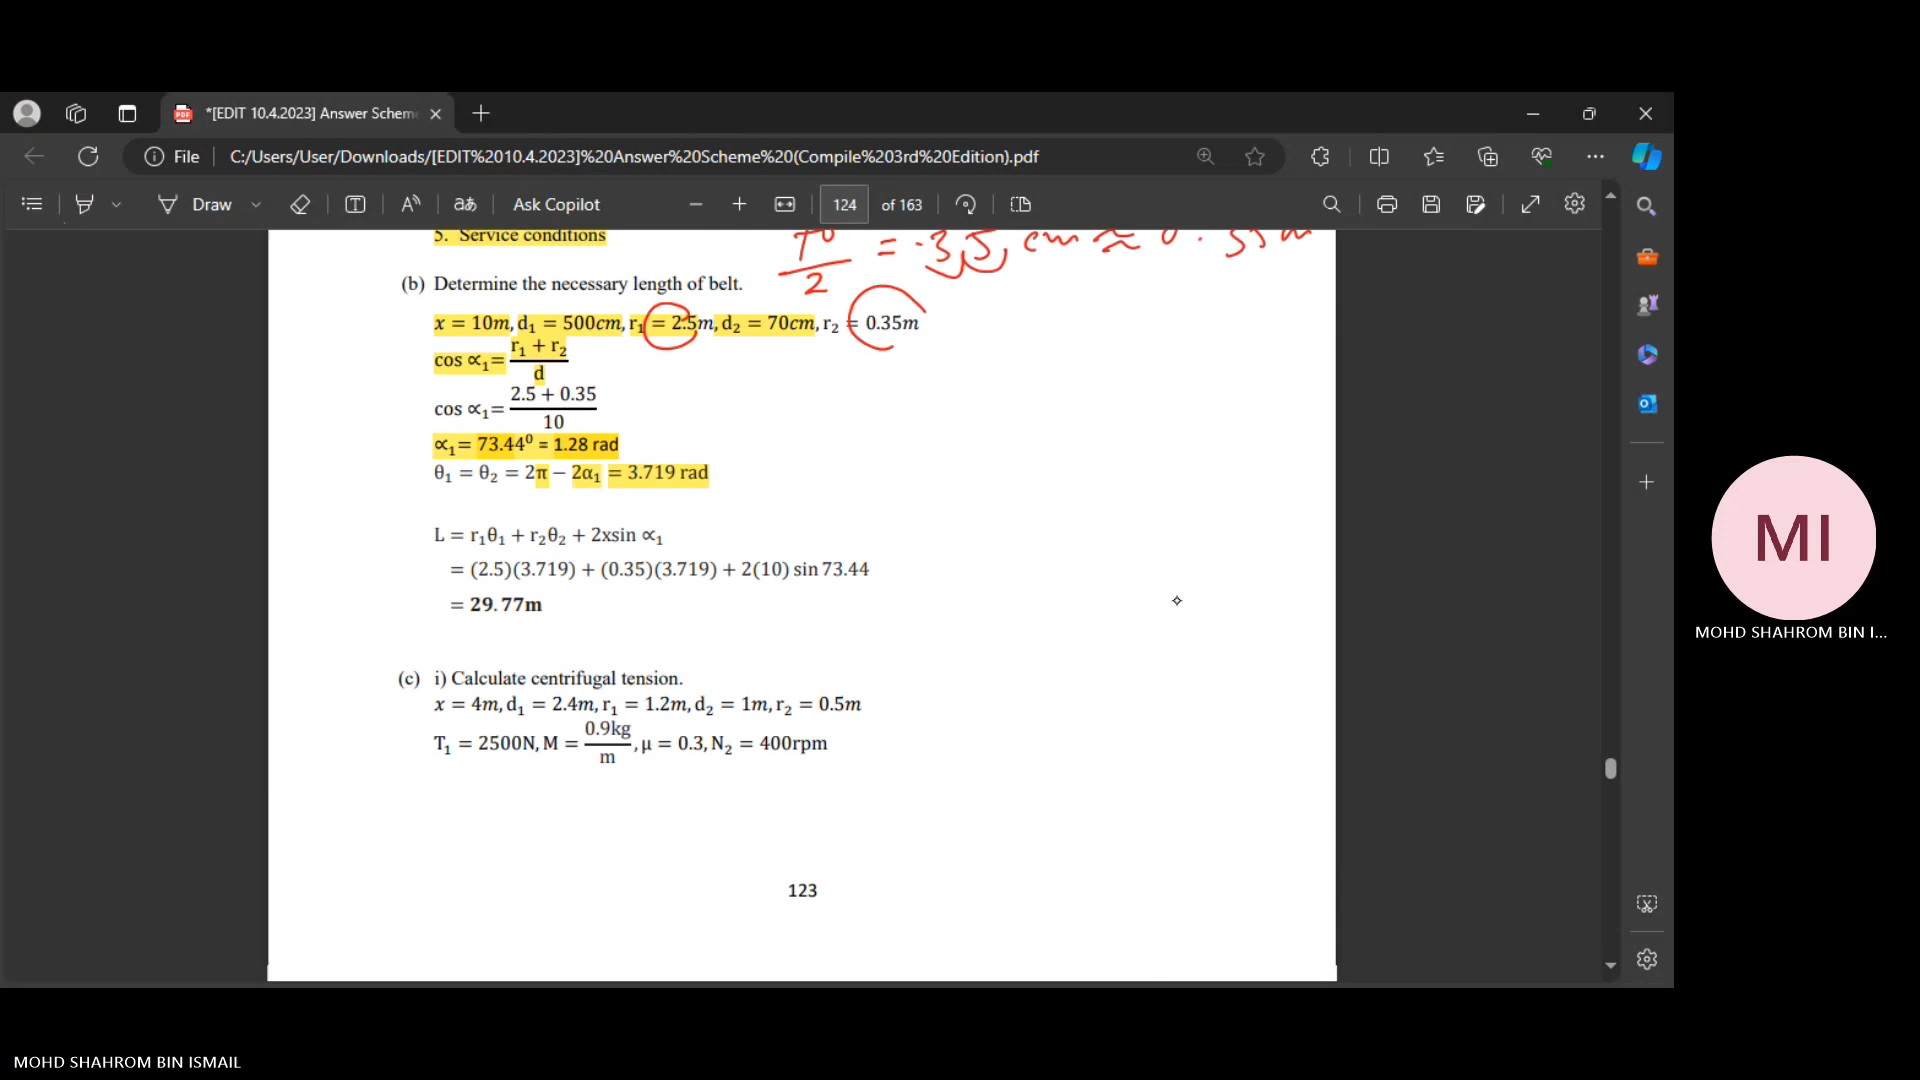 *[EDIT 10.4.2023] Answer Schem
File
C:/Users/User/Downloads/[EDIT%2010.4.2023]%20Answer%20Scheme%20(Compile%203rd%20Edition).pdf
Draw
aあ
Ask Copilot
124 of 163
5. Service conditions
70/2 = .35, cm ≈ 0.35m
(b) Determine the necessary length of belt.
x = 10m, d₁ = 500cm, r₁ = 2.5m, d₂ = 70cm, r₂ = 0.35m
cos ∝₁= (r₁ + r₂)/d
cos ∝₁= (2.5 + 0.35)/10
∝₁= 73.44⁰ = 1.28 rad
θ₁ = θ₂ = 2π − 2α₁ = 3.719 rad
L = r₁θ₁ + r₂θ₂ + 2xsin ∝₁
= (2.5)(3.719) + (0.35)(3.719) + 2(10) sin 73.44
= 29.77m
(c) i) Calculate centrifugal tension.
x = 4m, d₁ = 2.4m, r₁ = 1.2m, d₂ = 1m, r₂ = 0.5m
T₁ = 2500N, M = 0.9kg/m, μ = 0.3, N₂ = 400rpm
123
MI
MOHD SHAHROM BIN I...
MOHD SHAHROM BIN ISMAIL